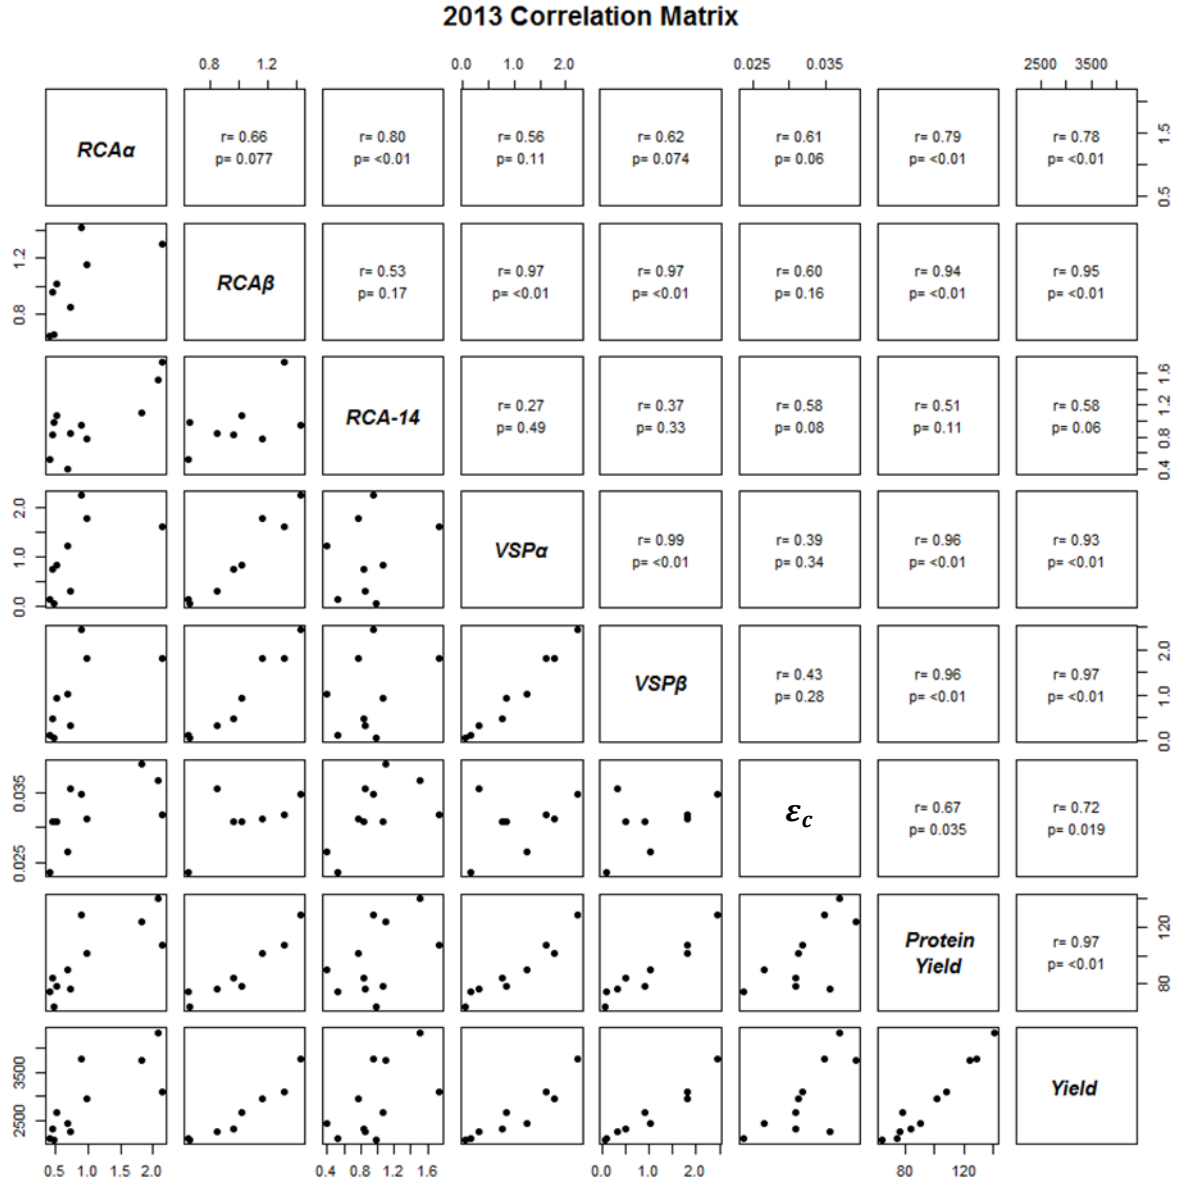 2013 Correlation Matrix
0.8 1.2 0.0 1.0 2.0 0.025 0.035 2500 3500
RCAα
r= 0.66
p= 0.077
r= 0.80
p= <0.01
r= 0.56
p= 0.11
r= 0.62
p= 0.074
r= 0.61
p= 0.06
r= 0.79
p= <0.01
r= 0.78
p= <0.01
0.5 1.5
0.8 1.2
RCAβ
r= 0.53
p= 0.17
r= 0.97
p= <0.01
r= 0.97
p= <0.01
r= 0.60
p= 0.16
r= 0.94
p= <0.01
r= 0.95
p= <0.01
RCA-14
r= 0.27
p= 0.49
r= 0.37
p= 0.33
r= 0.58
p= 0.08
r= 0.51
p= 0.11
r= 0.58
p= 0.06
0.4 0.8 1.2 1.6
0.0 1.0 2.0
VSPα
r= 0.99
p= <0.01
r= 0.39
p= 0.34
r= 0.96
p= <0.01
r= 0.93
p= <0.01
VSPβ
r= 0.43
p= 0.28
r= 0.96
p= <0.01
r= 0.97
p= <0.01
0.0 1.0 2.0
0.025 0.035
ε_c
r= 0.67
p= 0.035
r= 0.72
p= 0.019
Protein
Yield
r= 0.97
p= <0.01
80 120
2500 3500
Yield
0.5 1.0 2.0 0.4 0.8 1.2 1.6 0.0 1.0 2.0 80 120